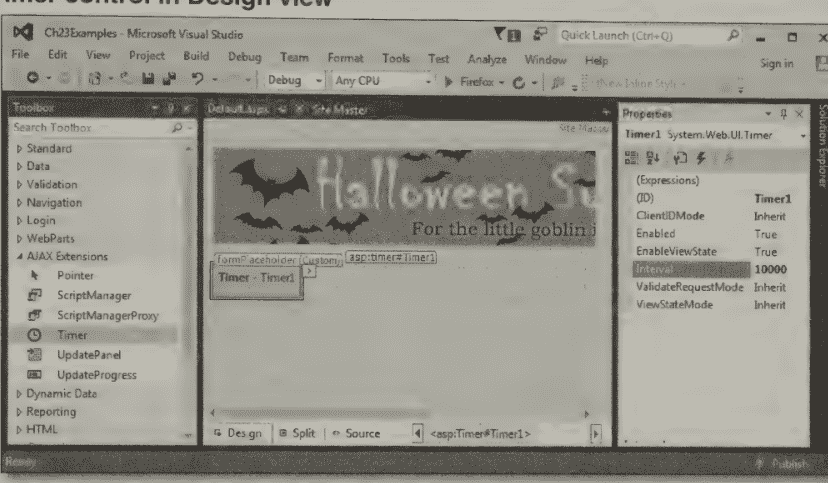 Timer control in Design view
Ch23Examples - Microsoft Visual Studio
1
Quick Launch (Ctrl+Q)
File Edit View Project Build Debug Team Format Tools Test Analyze Window Help
Sign in
Debug Any CPU Firefox (New Inline Style
Toolbox
Search Toolbox
Standard
Data
Validation
Navigation
Login
WebParts
AJAX Extensions
Pointer
ScriptManager
ScriptManagerProxy
Timer
UpdatePanel
UpdateProgress
Dynamic Data
Reporting
HTML
Default.aspx Site.Master
Site.Master
Halloween Su
For the little goblin i
formPlaceholder (Custom)
asp:timer#Timer1
Timer - Timer1
Design Split Source <asp:Timer#Timer1>
Properties
Timer1 System.Web.UI.Timer
(Expressions)
(ID) Timer1
ClientIDMode Inherit
Enabled True
EnableViewState True
Interval 10000
ValidateRequestMode Inherit
ViewStateMode Inherit
Solution Explorer
Ready
Publish